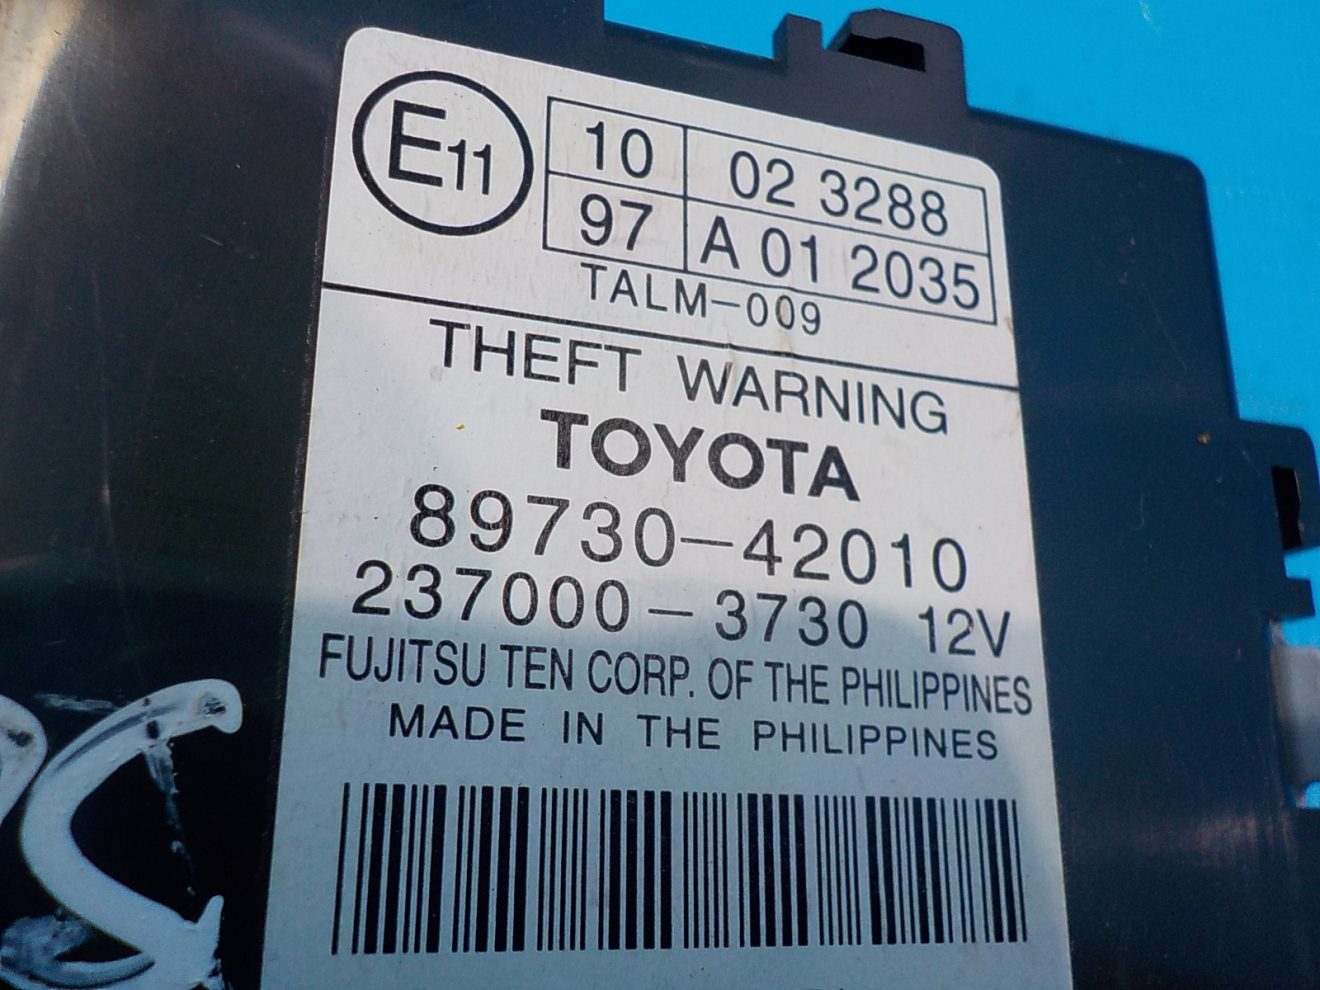 E11
10 02 3288
97 A 01 2035
TALM-009
THEFT WARNING
TOYOTA
89730-42010
237000-3730 12V
FUJITSU TEN CORP. OF THE PHILIPPINES
MADE IN THE PHILIPPINES